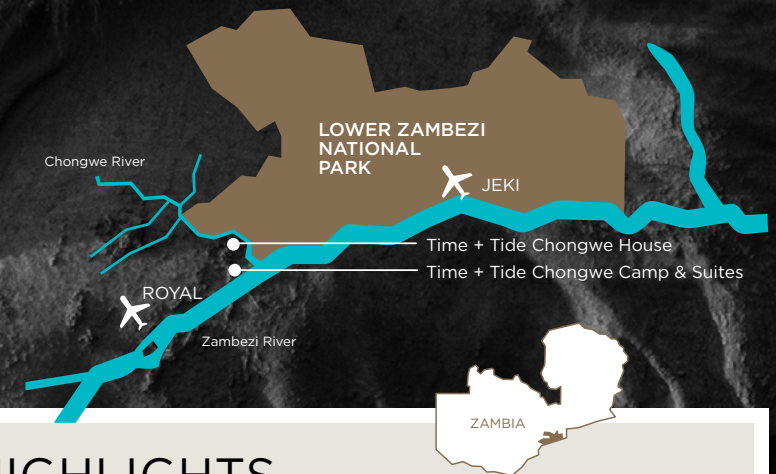 LOWER ZAMBEZI
NATIONAL
PARK
Chongwe River
JEKI
Time + Tide Chongwe House
Time + Tide Chongwe Camp & Suites
ROYAL
Zambezi River
ZAMBIA
HIGHLIGHTS